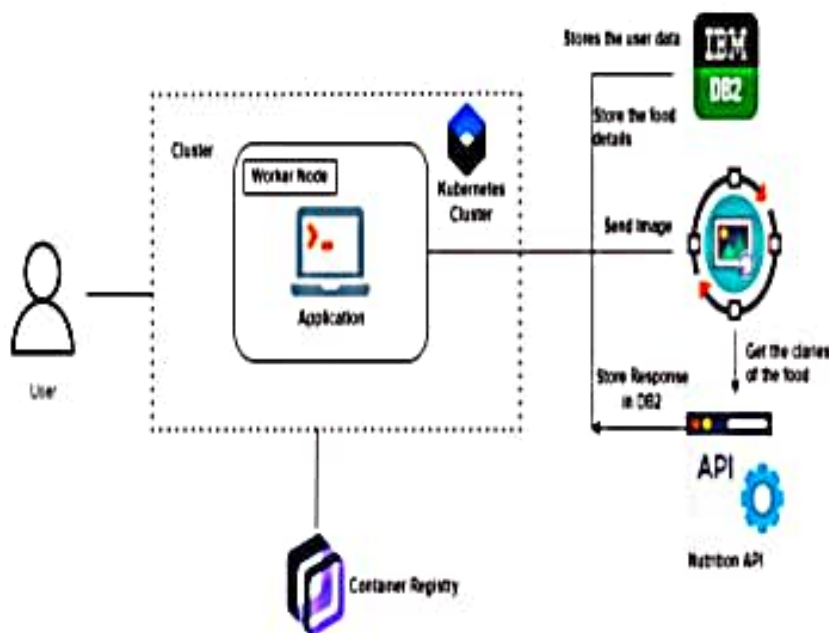 Stores the user data
IBM
DB2
Store the food
details
Cluster
Worker Node
Kubernetes
Cluster
Send Image
Application
User
Get the claries
of the food
Store Response
in DB2
API
Nutrition API
Container Registry